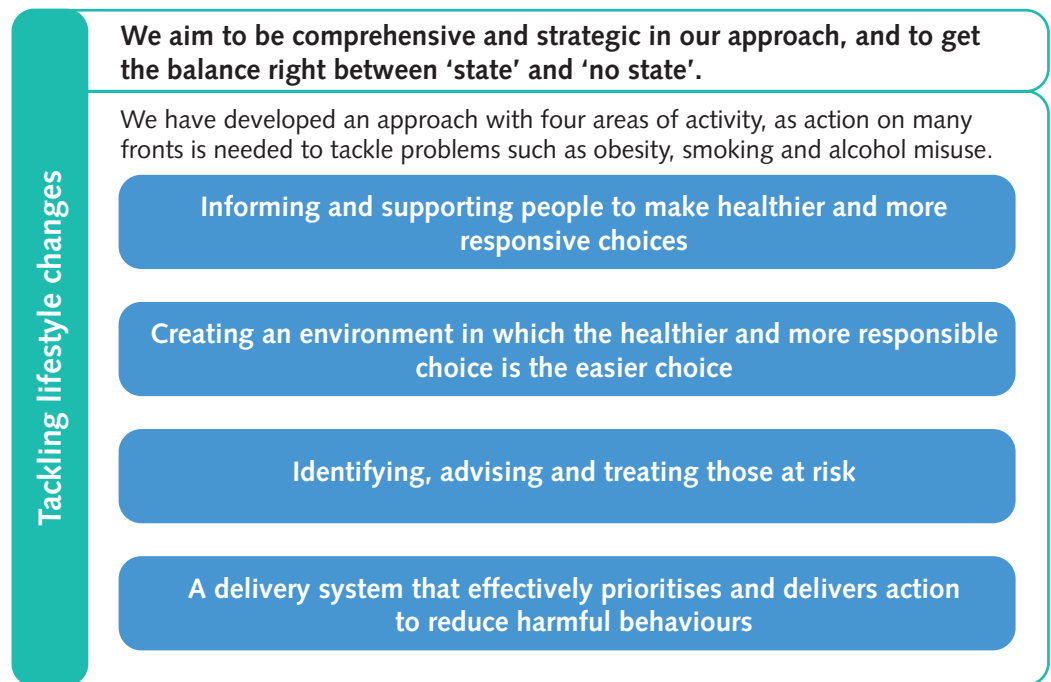 Tackling lifestyle changes
We aim to be comprehensive and strategic in our approach, and to get
the balance right between ‘state’ and ‘no state’.
We have developed an approach with four areas of activity, as action on many
fronts is needed to tackle problems such as obesity, smoking and alcohol misuse.
Informing and supporting people to make healthier and more
responsive choices
Creating an environment in which the healthier and more responsible
choice is the easier choice
Identifying, advising and treating those at risk
A delivery system that effectively prioritises and delivers action
to reduce harmful behaviours